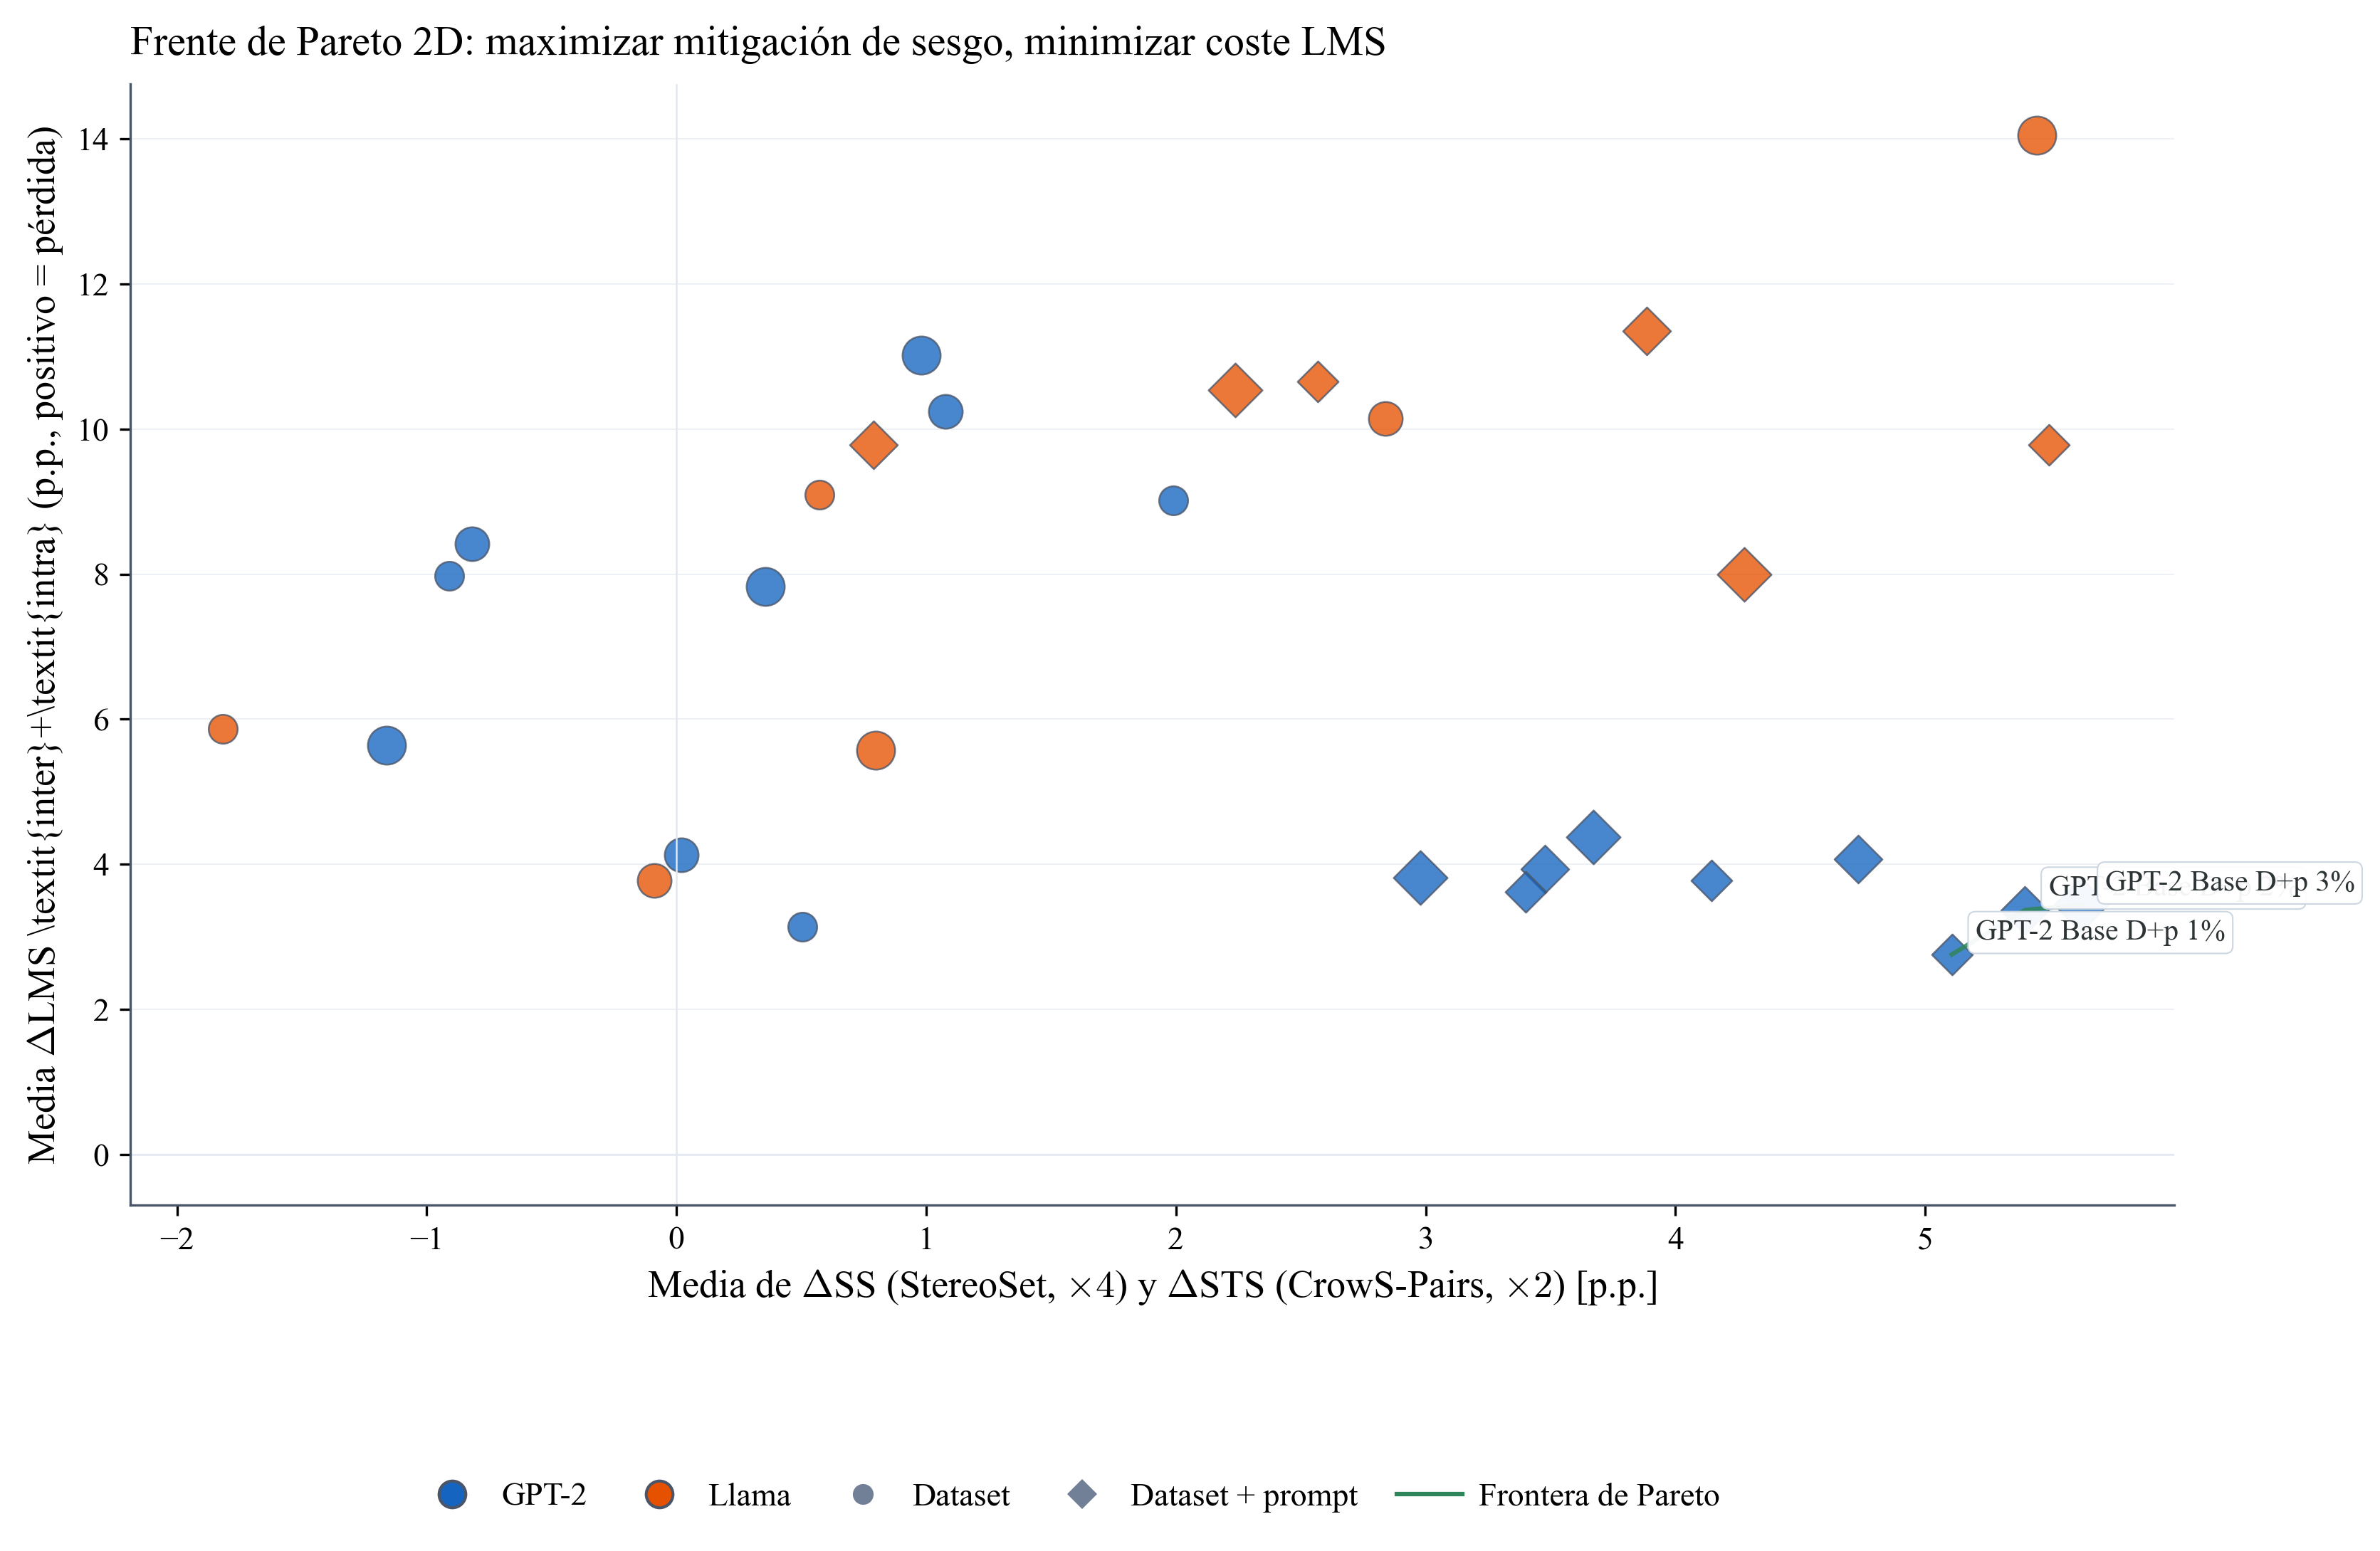 Frente de Pareto 2D: maximizar mitigación de sesgo, minimizar coste LMS
Media ΔLMS \textit{inter}+\textit{intra} (p.p., positivo = pérdida)
14
12
10
8
6
4
2
0
GPT
GPT-2 Base D+p 3%
GPT-2 Base D+p 1%
−2
−1
0
1
2
3
4
5
Media de ΔSS (StereoSet, ×4) y ΔSTS (CrowS-Pairs, ×2) [p.p.]
GPT-2
Llama
Dataset
Dataset + prompt
Frontera de Pareto